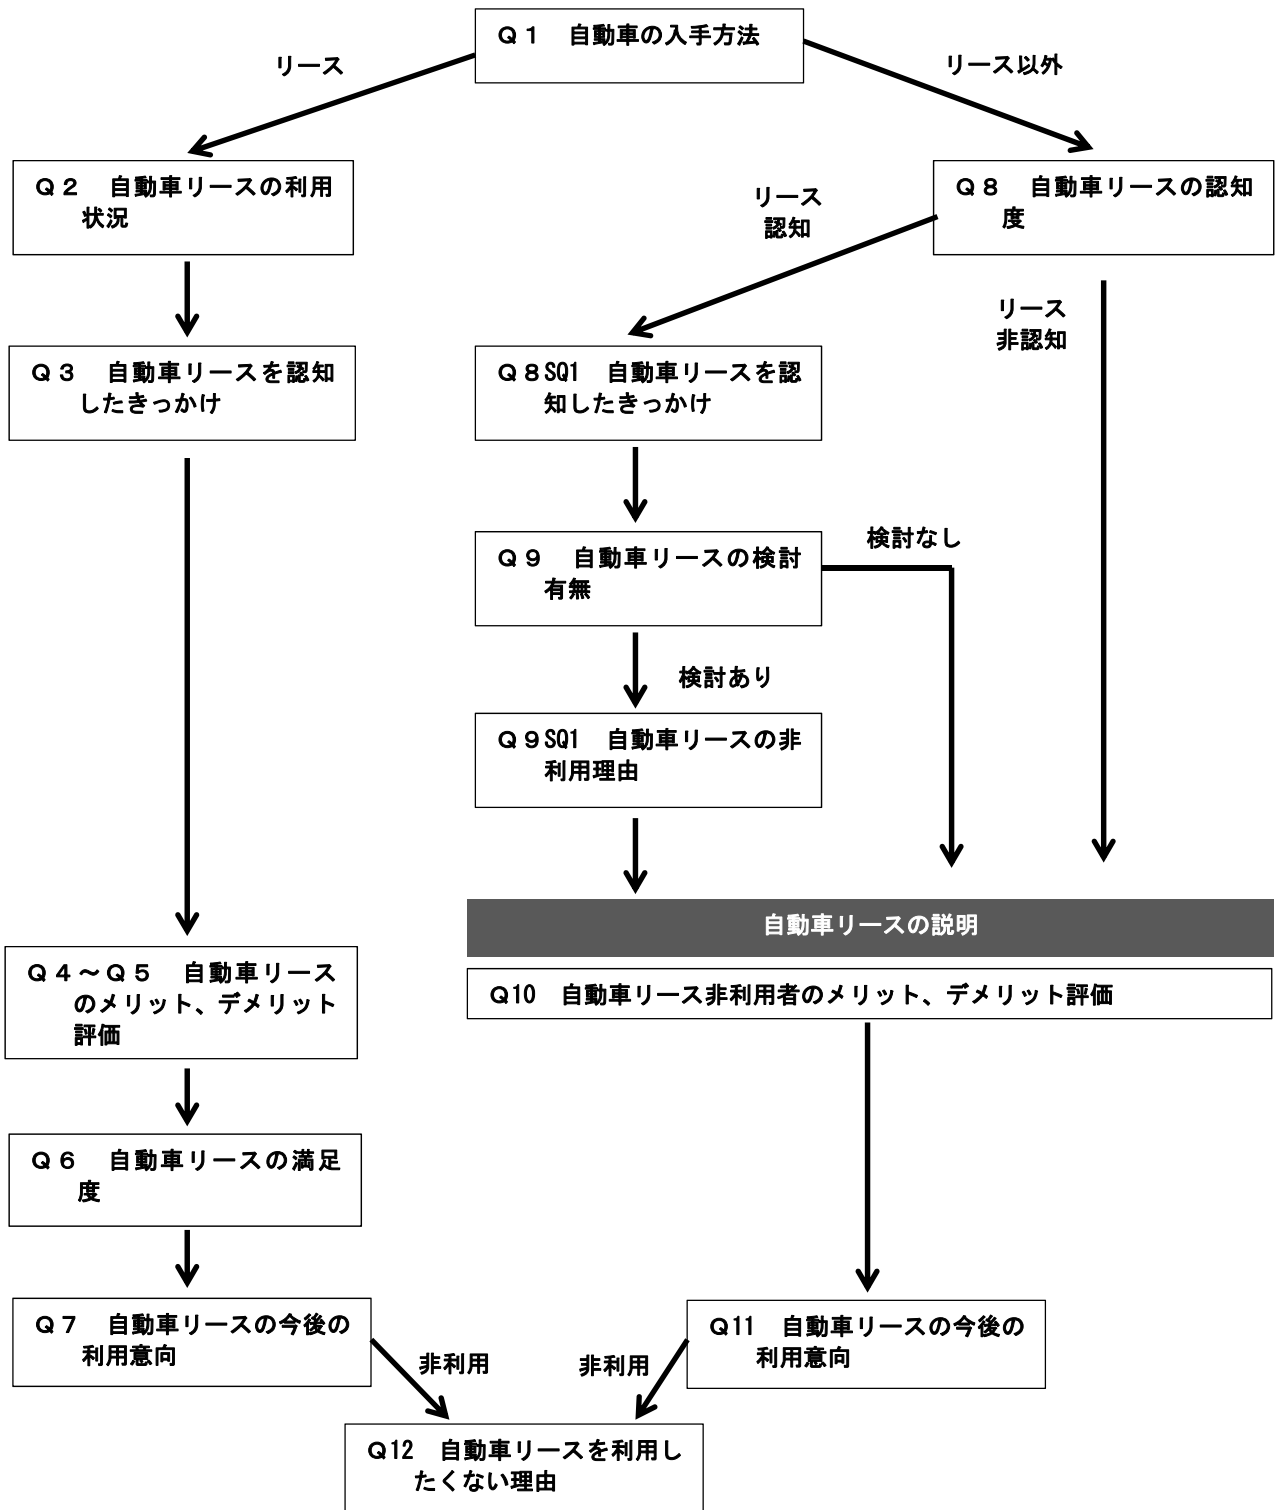 Ｑ１　自動車の入手方法
リース
リース以外
Ｑ２　自動車リースの利用
状況
Ｑ８　自動車リースの認知
度
リース
認知
リース
非認知
Ｑ３　自動車リースを認知
したきっかけ
Ｑ８SQ1　自動車リースを認
知したきっかけ
Ｑ９　自動車リースの検討
有無
検討なし
検討あり
Ｑ９SQ1　自動車リースの非
利用理由
自動車リースの説明
Ｑ４～Ｑ５　自動車リース
のメリット、デメリット
評価
Ｑ10　自動車リース非利用者のメリット、デメリット評価
Ｑ６　自動車リースの満足
度
Ｑ７　自動車リースの今後の
利用意向
Ｑ11　自動車リースの今後の
利用意向
非利用
非利用
Ｑ12　自動車リースを利用し
たくない理由